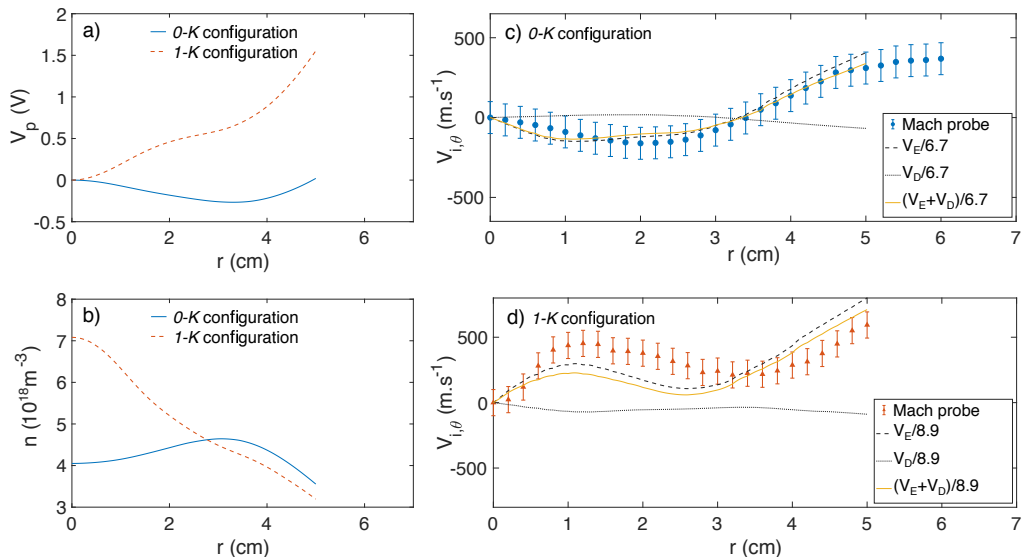 a)
0-K configuration
1-K configuration
2
1.5
1
0.5
0
-0.5
V_p (V)
0
2
4
6
r (cm)
b)
0-K configuration
1-K configuration
8
7
6
5
4
3
n (10^18 m^-3)
0
2
4
6
r (cm)
c) 0-K configuration
500
0
-500
V_i,θ (m.s^-1)
Mach probe
V_E/6.7
V_D/6.7
(V_E+V_D)/6.7
0
1
2
3
4
5
6
7
r (cm)
d) 1-K configuration
500
0
-500
V_i,θ (m.s^-1)
Mach probe
V_E/8.9
V_D/8.9
(V_E+V_D)/8.9
0
1
2
3
4
5
6
7
r (cm)